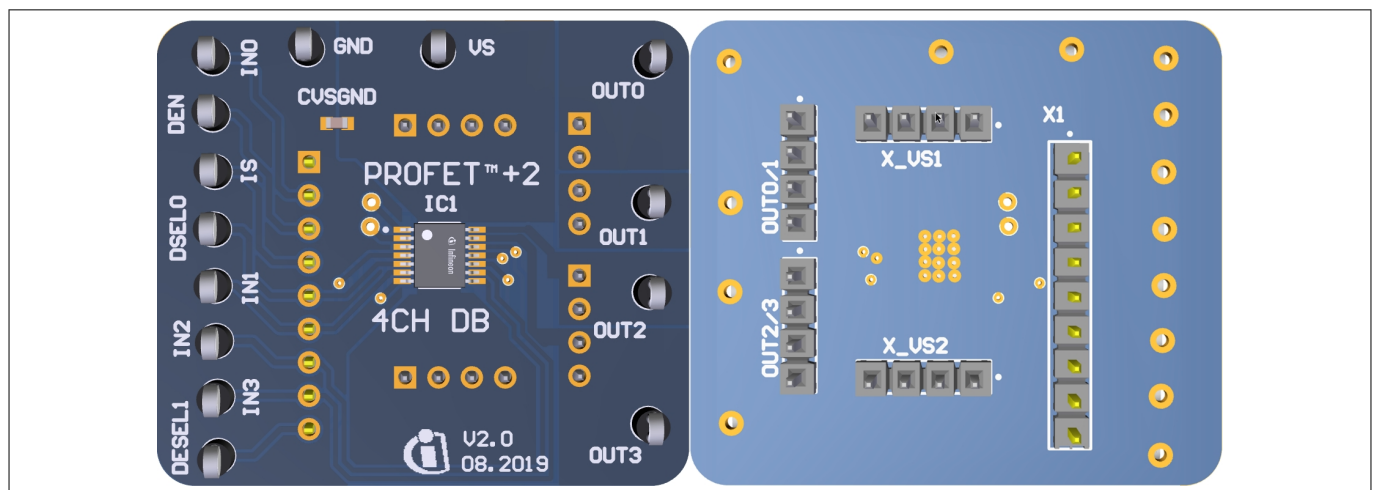 IN0
GND
VS
DEN
CVSGND
OUT0
IS
PROFET™+2
IC1
DSEL0
OUT1
Infineon
IN1
4CH DB
OUT2
IN2
IN3
DESEL1
V2.0
08.2019
OUT3
X1
X_VS1
OUT0/1
OUT2/3
X_VS2